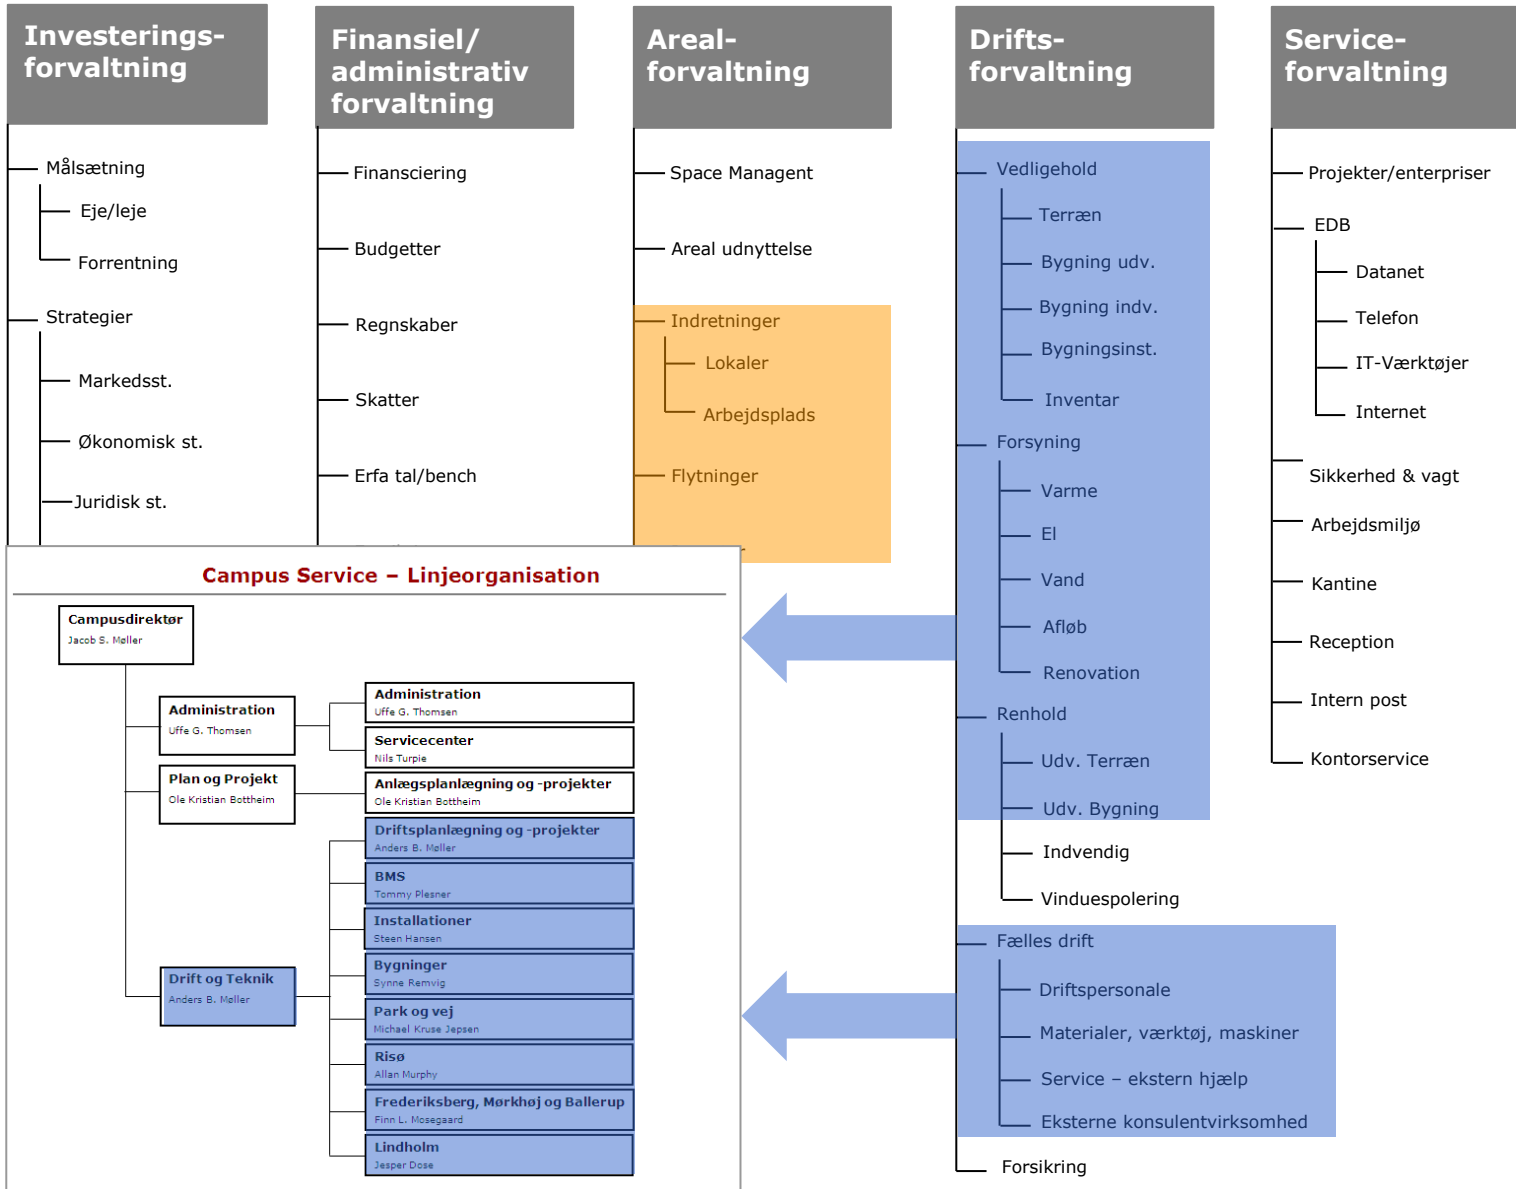 Investerings-
forvaltning
Målsætning
Eje/leje
Forrentning
Strategier
Markedsst.
Økonomisk st.
Juridisk st.
Finansiel/
administrativ
forvaltning
Finansciering
Budgetter
Regnskaber
Skatter
Erfa tal/bench
Areal-
forvaltning
Space Managent
Areal udnyttelse
Indretninger
Lokaler
Arbejdsplads
Flytninger
Drifts-
forvaltning
Vedligehold
Terræn
Bygning udv.
Bygning indv.
Bygningsinst.
Inventar
Forsyning
Varme
El
Vand
Afløb
Renovation
Renhold
Udv. Terræn
Udv. Bygning
Indvendig
Vinduespolering
Fælles drift
Driftspersonale
Materialer, værktøj, maskiner
Service – ekstern hjælp
Eksterne konsulentvirksomhed
Forsikring
Service-
forvaltning
Projekter/enterpriser
EDB
Datanet
Telefon
IT-Værktøjer
Internet
Sikkerhed & vagt
Arbejdsmiljø
Kantine
Reception
Intern post
Kontorservice
Campus Service – Linjeorganisation
Campusdirektør
Jacob S. Møller
Administration
Uffe G. Thomsen
Administration
Uffe G. Thomsen
Servicecenter
Nils Turpie
Plan og Projekt
Ole Kristian Bottheim
Anlægsplanlægning og -projekter
Ole Kristian Bottheim
Drift og Teknik
Anders B. Møller
Driftsplanlægning og -projekter
Anders B. Møller
BMS
Tommy Plesner
Installationer
Steen Hansen
Bygninger
Synne Remvig
Park og vej
Michael Kruse Jepsen
Risø
Allan Murphy
Frederiksberg, Mørkhøj og Ballerup
Finn L. Mosegaard
Lindholm
Jesper Dose